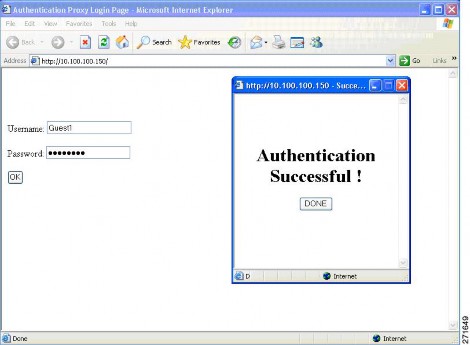 Authentication Proxy Login Page - Microsoft Internet Explorer
File Edit View Favorites Tools Help
Back Search Favorites
Address http://10.100.100.150/ Go Links »
Username: Guest1
Password: ••••••••
OK
http://10.100.100.150 - Succe...
Authentication
Successful !
DONE
D Internet
Done Internet
271649